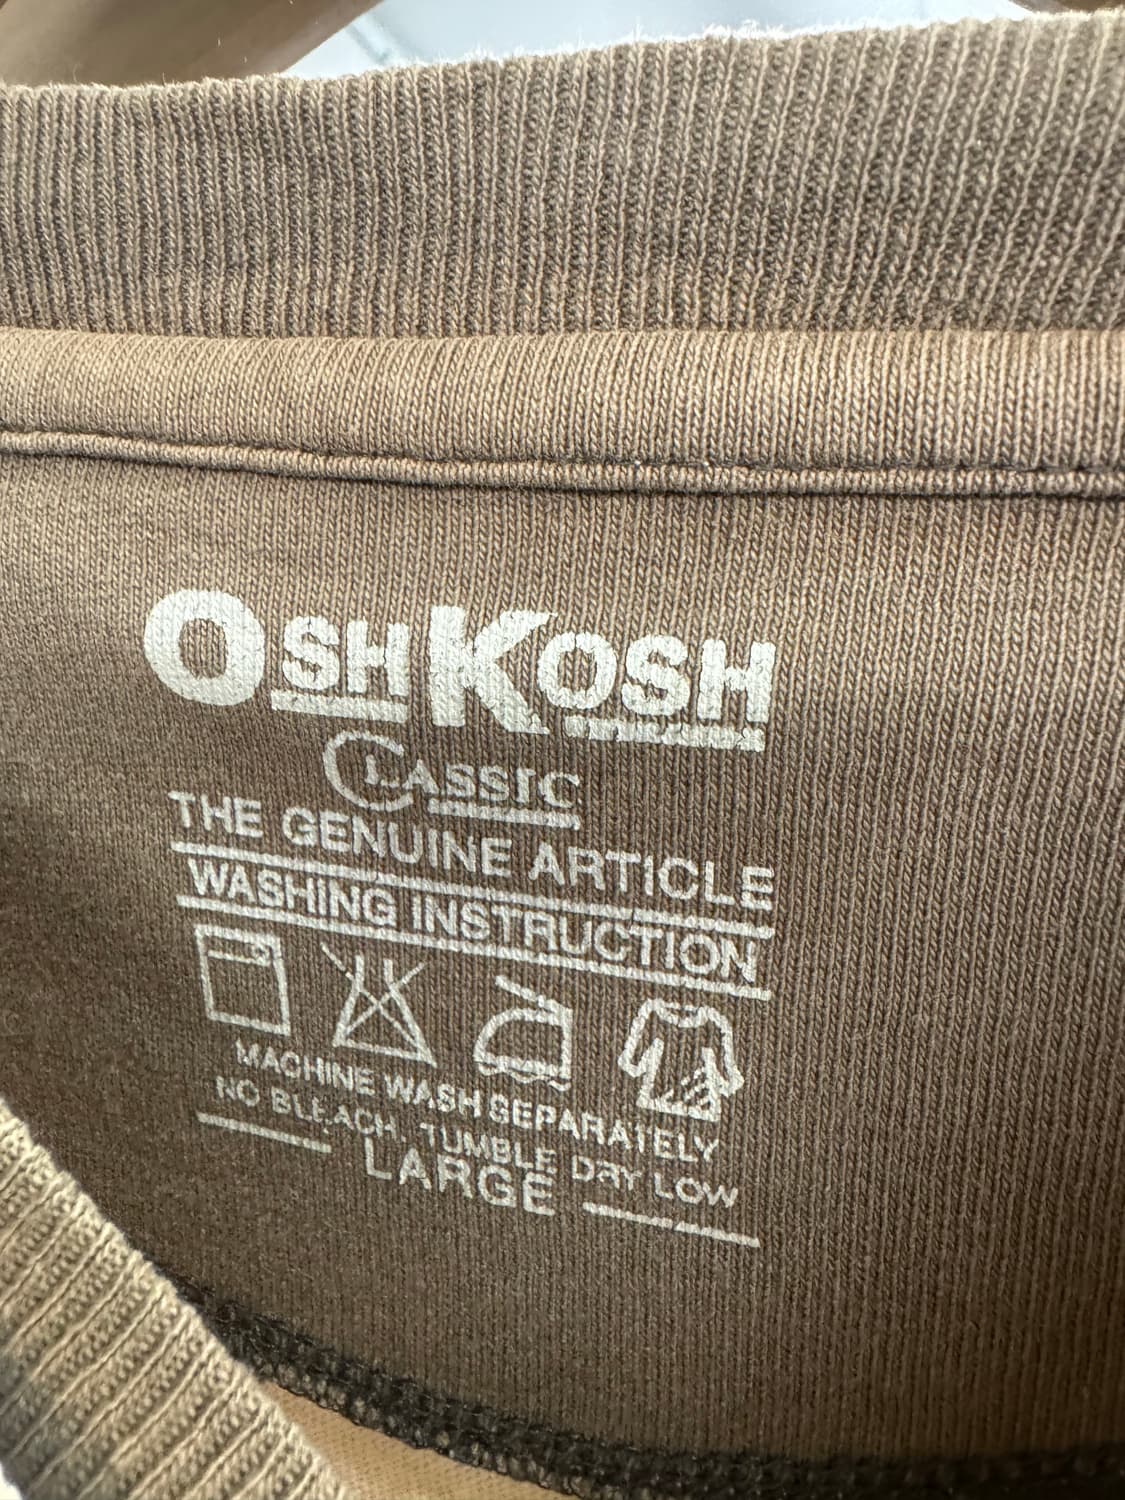 OSHKOSH
CLASSIC
THE GENUINE ARTICLE
WASHING INSTRUCTION
MACHINE WASH SEPARATELY
NO BLEACH. TUMBLE DRY LOW
LARGE